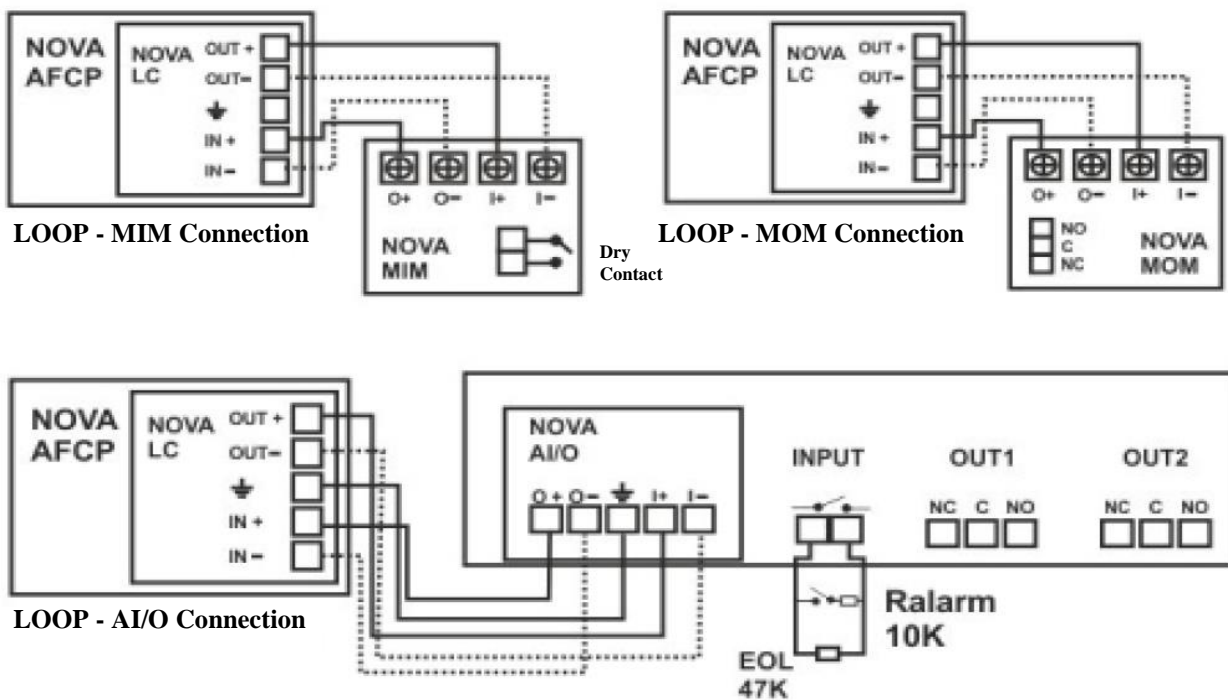 NOVA
AFCP
NOVA
LC
OUT +
OUT–
IN +
IN –
O+ O– I+ I–
NOVA
MIM
Dry
Contact
LOOP - MIM Connection
NOVA
AFCP
NOVA
LC
OUT +
OUT–
IN +
IN –
O+ O– I+ I–
NO
C
NC
NOVA
MOM
LOOP - MOM Connection
NOVA
AFCP
NOVA
LC
OUT +
OUT–
IN +
IN –
LOOP - AI/O Connection
NOVA
AI/O
O + O– I+ I–
INPUT
OUT1
NC C NO
OUT2
NC C NO
Ralarm
10K
EOL
47K